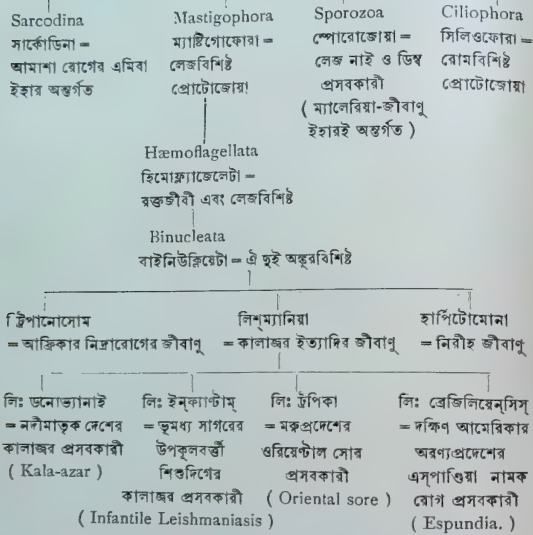 Sarcodina
সার্কোডিনা =
আমাশা রোগের এমিবা
ইহার অন্তর্গত
Mastigophora
ম্যাষ্টিগোফোরা =
লেজবিশিষ্ট
প্রোটোজোয়া
Sporozoa
স্পোরোজোয়া =
লেজ নাই ও ডিম্ব
প্রসবকারী
( ম্যালেরিয়া-জীবাণু
ইহারই অন্তর্গত )
Ciliophora
সিলিওফোরা =
রোমবিশিষ্ট
প্রোটোজোয়া
Hæmoflagellata
হিমোফ্ল্যাজেলেটা =
রক্তজীবী এবং লেজবিশিষ্ট
Binucleata
বাইনিউক্লিয়েটা = ঐ দুই অঙ্কুরবিশিষ্ট
ট্রিপানোসোম
= আফ্রিকার নিদ্রারোগের জীবাণু
লিশ্‌ম্যানিয়া
= কালাজ্বর ইত্যাদির জীবাণু
হার্পিটোমোনা
= নিরীহ জীবাণু
লিঃ ডনোভ্যানাই
= নদীমাতৃক দেশের
কালাজ্বর প্রসবকারী
( Kala-azar )
লিঃ ইন্‌ফ্যাণ্টাম্
= ভূমধ্য সাগরের
উপকূলবর্ত্তী
শিশুদিগের
কালাজ্বর প্রসবকারী
( Infantile Leishmaniasis )
লিঃ ট্রপিকা
= মরুপ্রদেশের
ওরিয়েণ্টাল সোর
প্রসবকারী
( Oriental sore )
লিঃ ব্রেজিলিয়েন্‌সিস্
= দক্ষিণ আমেরিকার
অরণ্যপ্রদেশের
এস্‌পাণ্ডিয়া নামক
রোগ প্রসবকারী
( Espundia. )